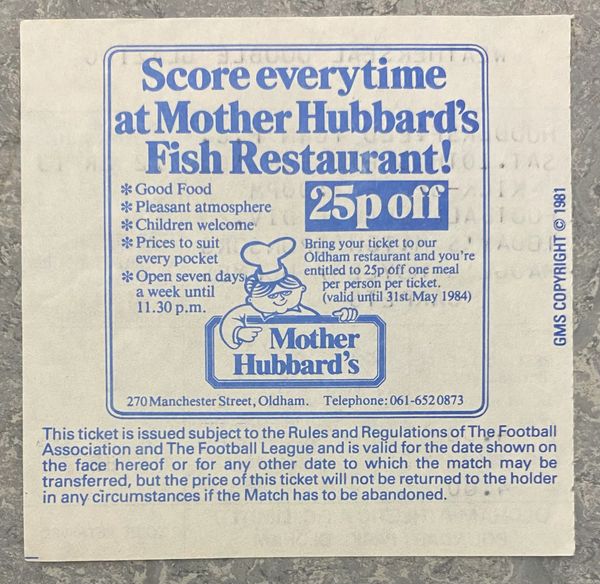 Score everytime
at Mother Hubbard's
Fish Restaurant!
* Good Food
* Pleasant atmosphere
* Children welcome
* Prices to suit
every pocket
* Open seven days
a week until
11.30 p.m.
25p off
Bring your ticket to our
Oldham restaurant and you're
entitled to 25p off one meal
per person per ticket.
(valid until 31st May 1984)
Mother
Hubbard's
270 Manchester Street, Oldham. Telephone: 061-652 0873
GMS COPYRIGHT © 1981
This ticket is issued subject to the Rules and Regulations of The Football
Association and The Football League and is valid for the date shown on
the face hereof or for any other date to which the match may be
transferred, but the price of this ticket will not be returned to the holder
in any circumstances if the Match has to be abandoned.